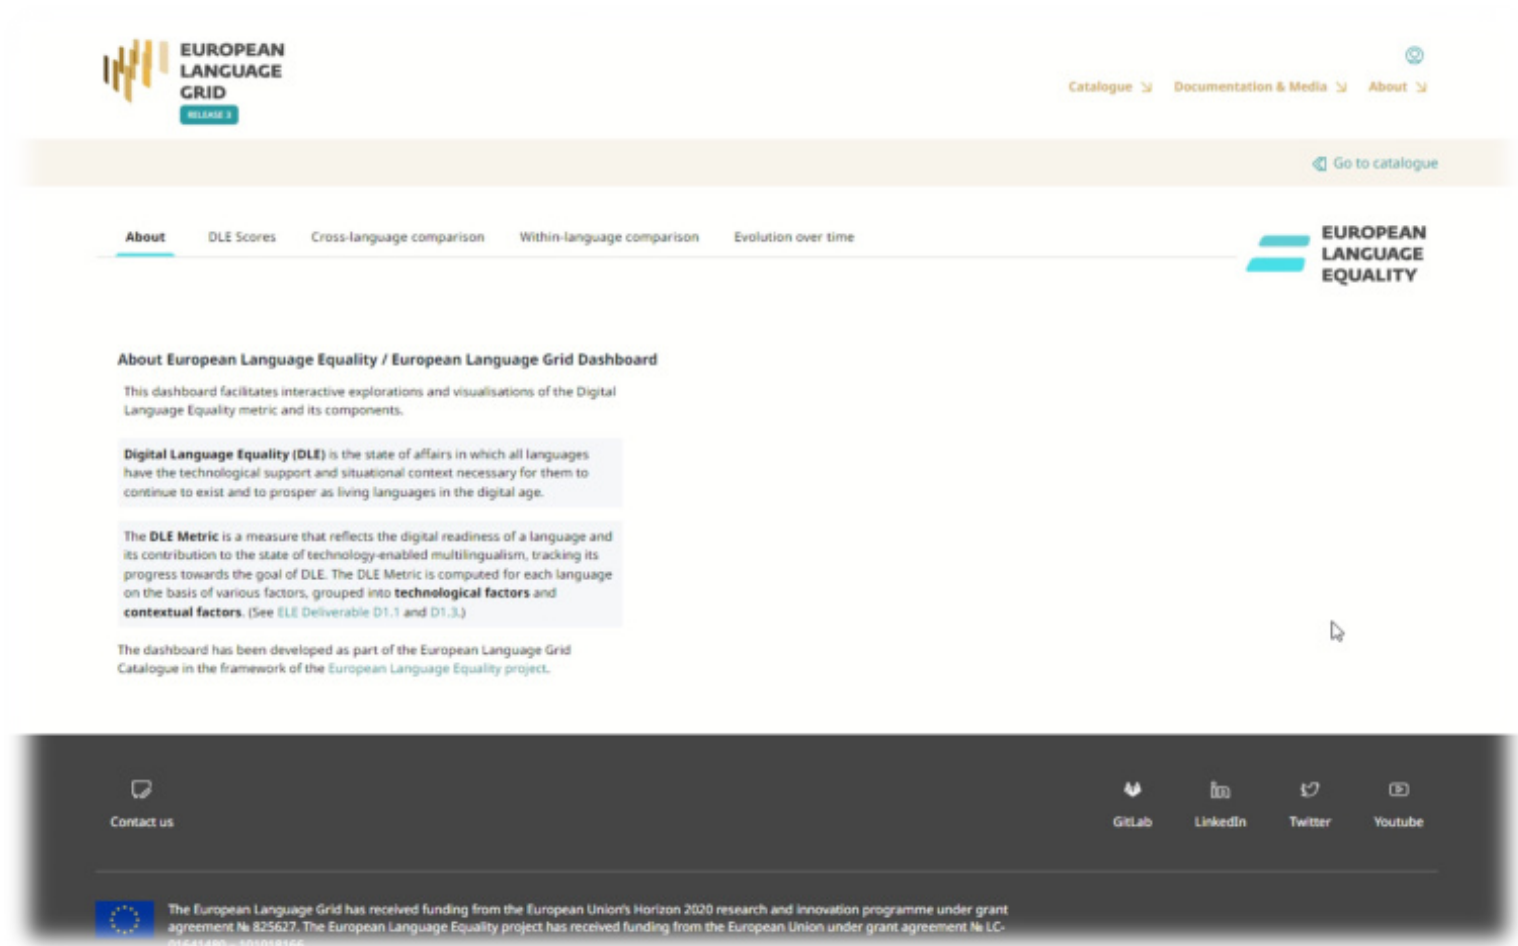 EUROPEAN
LANGUAGE
GRID
RELEASE 3
Catalogue
Documentation & Media
About
Go to catalogue
About
DLE Scores
Cross-language comparison
Within-language comparison
Evolution over time
EUROPEAN
LANGUAGE
EQUALITY
About European Language Equality / European Language Grid Dashboard
This dashboard facilitates interactive explorations and visualisations of the Digital
Language Equality metric and its components.
Digital Language Equality (DLE) is the state of affairs in which all languages
have the technological support and situational context necessary for them to
continue to exist and to prosper as living languages in the digital age.
The DLE Metric is a measure that reflects the digital readiness of a language and
its contribution to the state of technology-enabled multilingualism, tracking its
progress towards the goal of DLE. The DLE Metric is computed for each language
on the basis of various factors, grouped into technological factors and
contextual factors. (See ELE Deliverable D1.1 and D1.3.)
The dashboard has been developed as part of the European Language Grid
Catalogue in the framework of the European Language Equality project.
Contact us
GitLab
LinkedIn
Twitter
Youtube
The European Language Grid has received funding from the European Union's Horizon 2020 research and innovation programme under grant
agreement № 825627. The European Language Equality project has received funding from the European Union under grant agreement № LC-